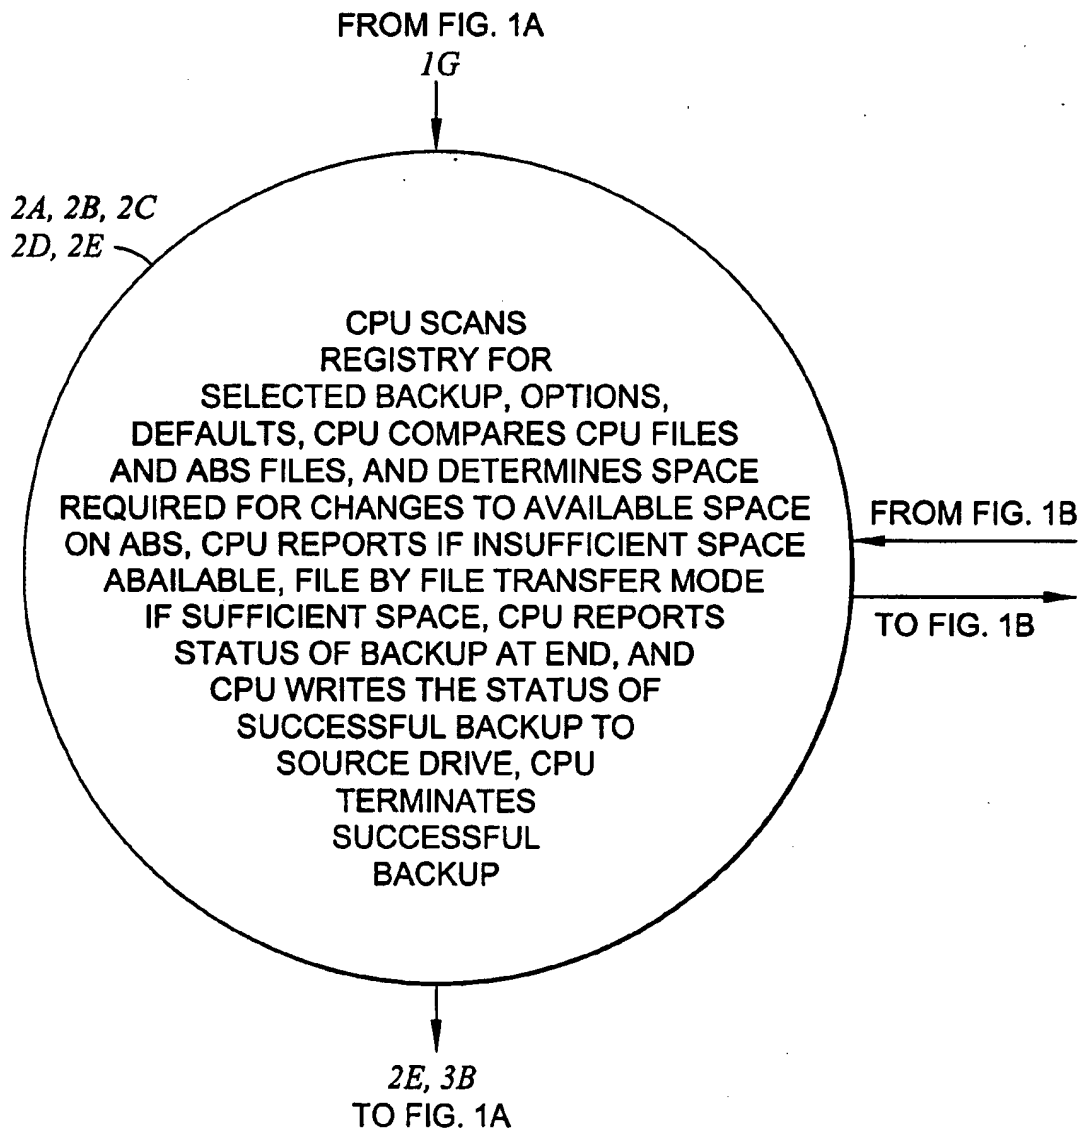 FROM FIG. 1A
1G
2A, 2B, 2C
2D, 2E
CPU SCANS
REGISTRY FOR
SELECTED BACKUP, OPTIONS,
DEFAULTS, CPU COMPARES CPU FILES
AND ABS FILES, AND DETERMINES SPACE
REQUIRED FOR CHANGES TO AVAILABLE SPACE
ON ABS, CPU REPORTS IF INSUFFICIENT SPACE
ABAILABLE, FILE BY FILE TRANSFER MODE
IF SUFFICIENT SPACE, CPU REPORTS
STATUS OF BACKUP AT END, AND
CPU WRITES THE STATUS OF
SUCCESSFUL BACKUP TO
SOURCE DRIVE, CPU
TERMINATES
SUCCESSFUL
BACKUP
FROM FIG. 1B
TO FIG. 1B
2E, 3B
TO FIG. 1A